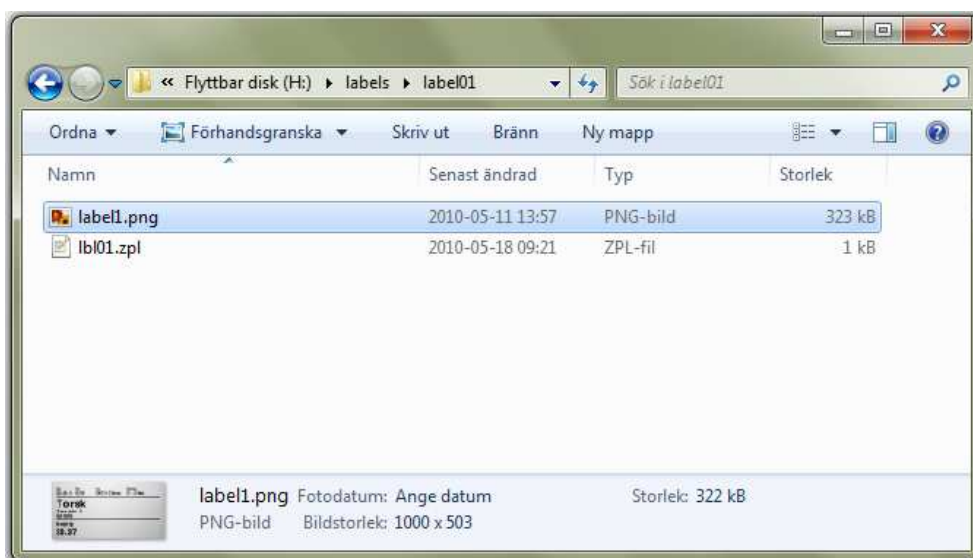 « Flyttbar disk (H:) labels label01 Sök i label01
Ordna Förhandsgranska Skriv ut Bränn Ny mapp
Namn Senast ändrad Typ Storlek
label1.png 2010-05-11 13:57 PNG-bild 323 kB
lbl01.zpl 2010-05-18 09:21 ZPL-fil 1 kB
label1.png Fotodatum: Ange datum Storlek: 322 kB
PNG-bild Bildstorlek: 1000 x 503
Torsk